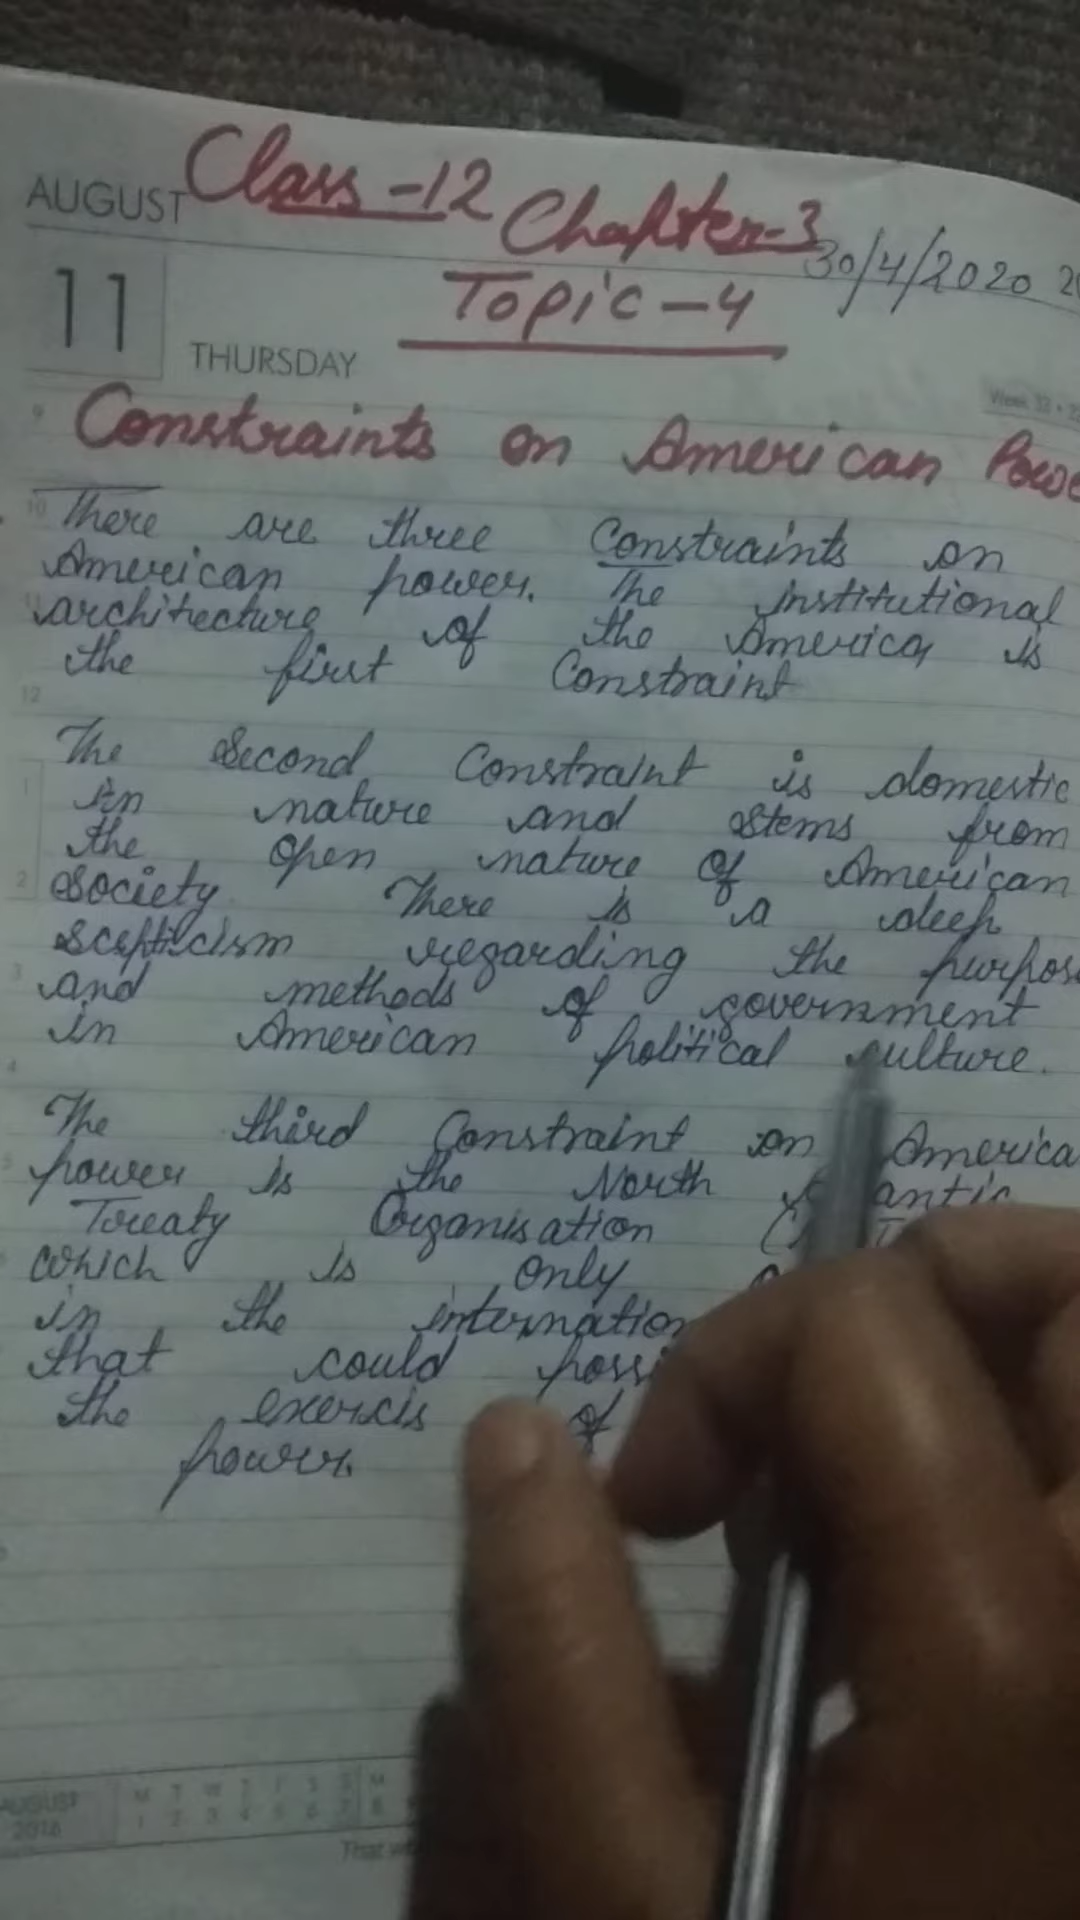 Class -12 Chapter-3
AUGUST
30/4/2020
11
Topic-4
THURSDAY
Constraints on American
There are three Constraints on
American power. The institutional
architecture of the America is
the first Constraint
The Second Constraint is domestic
in nature and stems from
the open nature of American
Society. There is a deep
scepticism regarding the
and methods of government
in American political culture.
The third Constraint on America
power is the North
Treaty Organisation
which is only
in the
that could
the exercis of
power.
AUGUST
2016